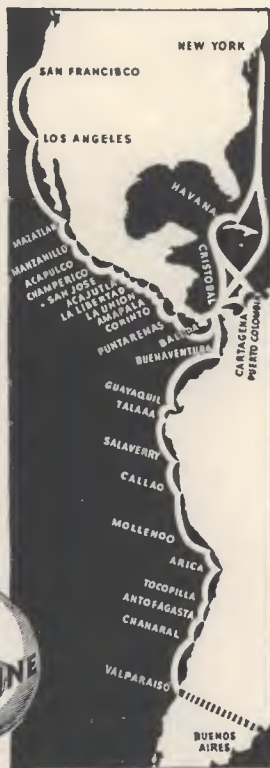 NEW YORK
SAN FRANCISCO
LOS ANGELES
HAVANA
MAZATLAN
MANZANILLO
ACAPULCO
CHAMPERICO
SAN JOSE
ACAJUTLA
LA LIBERTAD
LA UNION
AMAPALA
CORINTO
PUNTARENAS
CRISTOBAL
BALBOA
BUENAVENTURA
CARTAGENA
PUERTO COLOMBIA
GUAYAQUIL
TALARA
SALAVERRY
CALLAO
MOLLENDO
ARICA
TOCOPILLA
ANTOFAGASTA
CHANARAL
VALPARAISO
BUENOS
AIRES